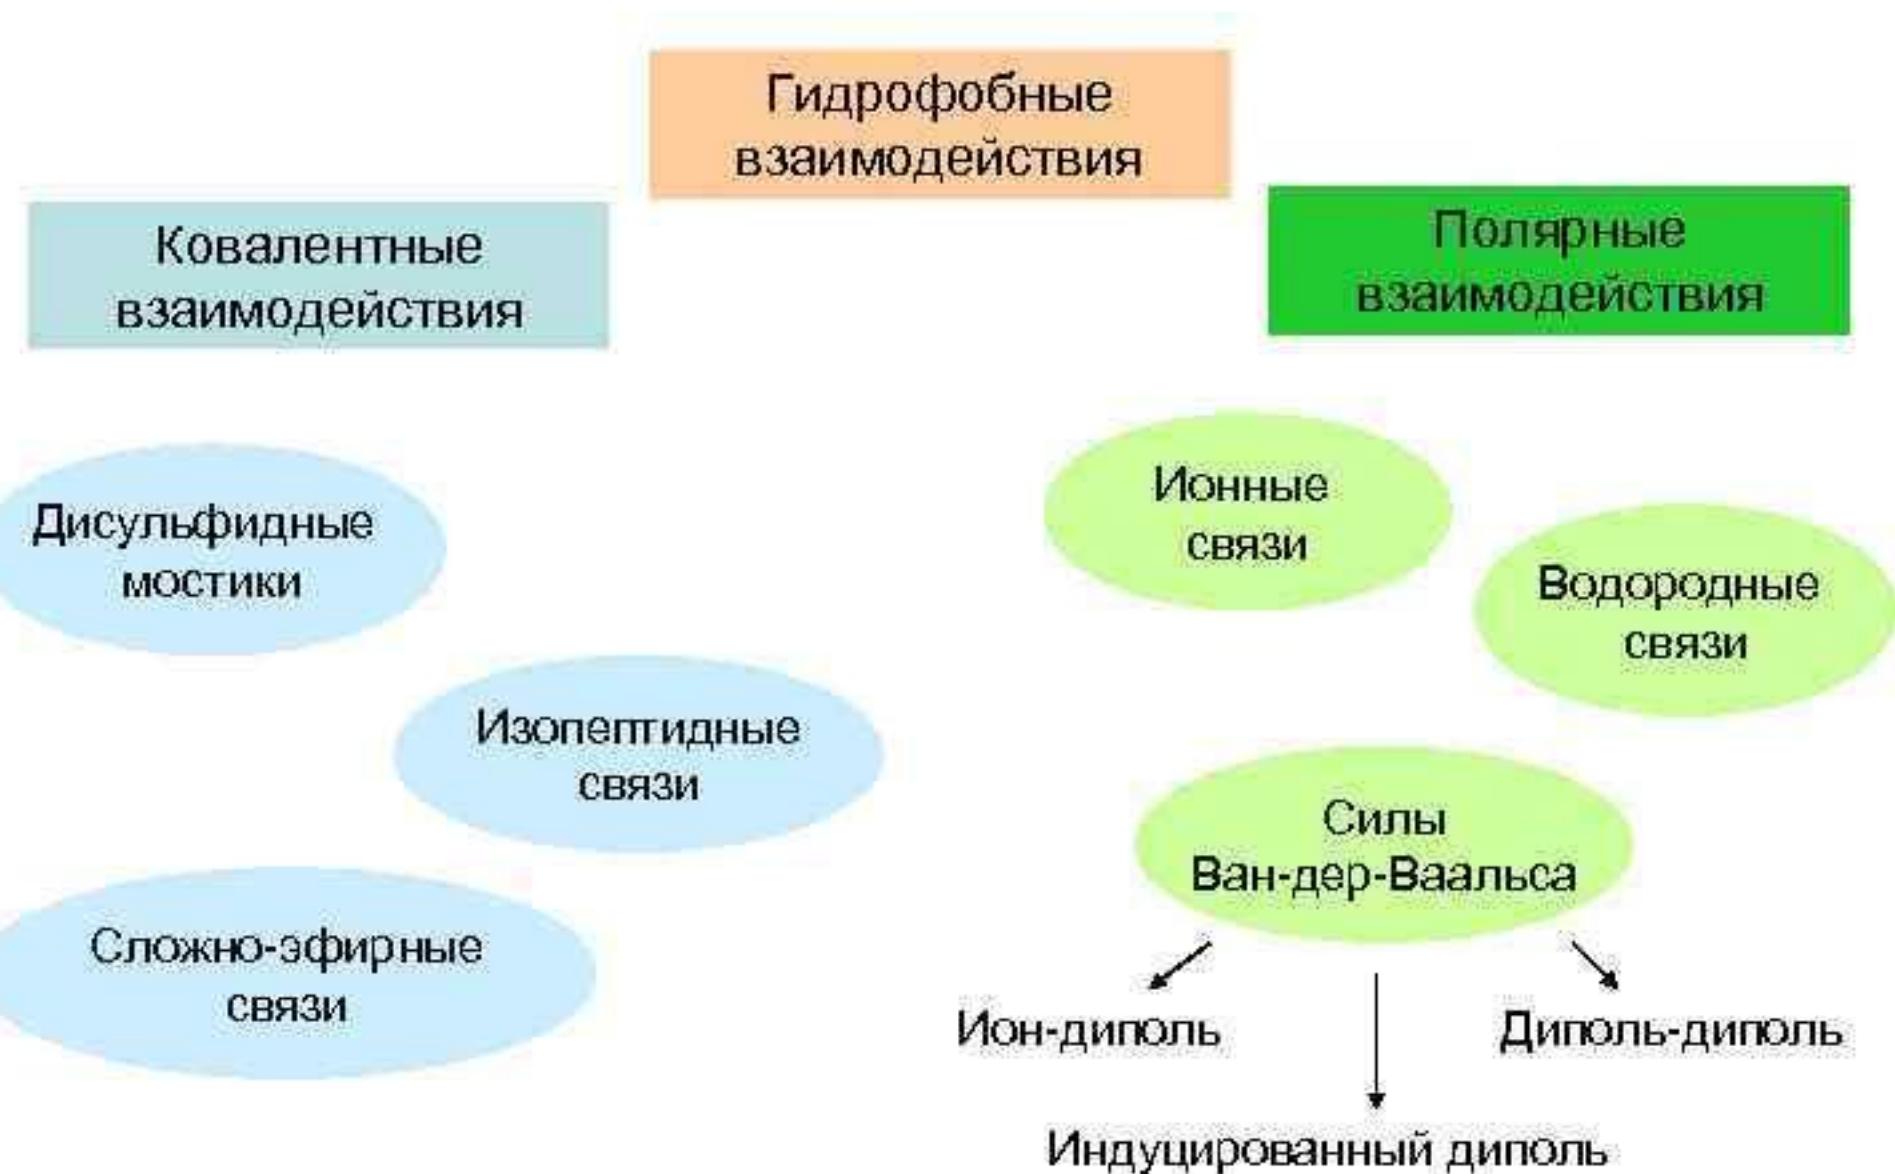 Гидрофобные
взаимодействия
Ковалентные
взаимодействия
Полярные
взаимодействия
Дисульфидные
мостики
Ионные
связи
Водородные
связи
Изопептидные
связи
Силы
Ван-дер-Ваальса
Сложно-эфирные
связи
Ион-диполь
Диполь-диполь
Индуцированный диполь